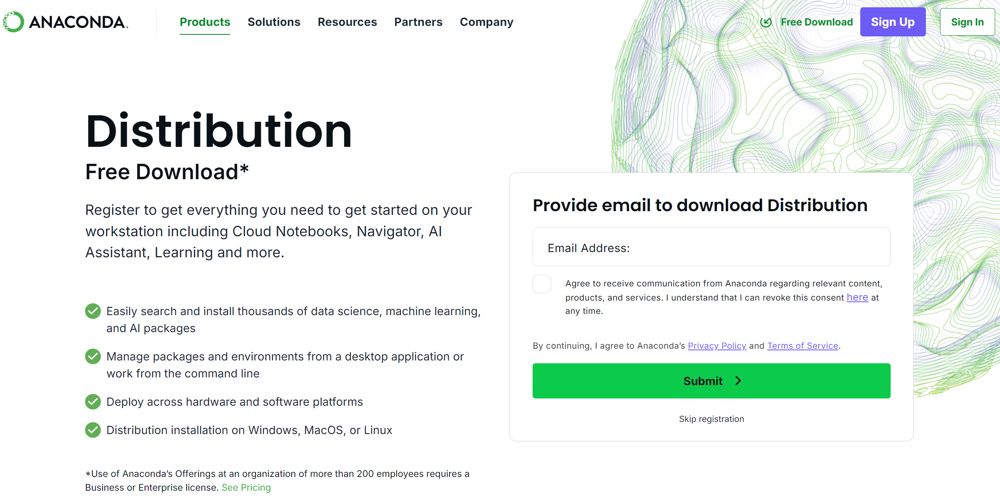 ANACONDA.
Products Solutions Resources Partners Company
Free Download Sign Up Sign In
Distribution
Free Download*
Register to get everything you need to get started on your
workstation including Cloud Notebooks, Navigator, AI
Assistant, Learning and more.
Easily search and install thousands of data science, machine learning,
and AI packages
Manage packages and environments from a desktop application or
work from the command line
Deploy across hardware and software platforms
Distribution installation on Windows, MacOS, or Linux
*Use of Anaconda’s Offerings at an organization of more than 200 employees requires a
Business or Enterprise license. See Pricing
Provide email to download Distribution
Email Address:
Agree to receive communication from Anaconda regarding relevant content,
products, and services. I understand that I can revoke this consent here at
any time.
By continuing, I agree to Anaconda’s Privacy Policy and Terms of Service.
Submit
Skip registration